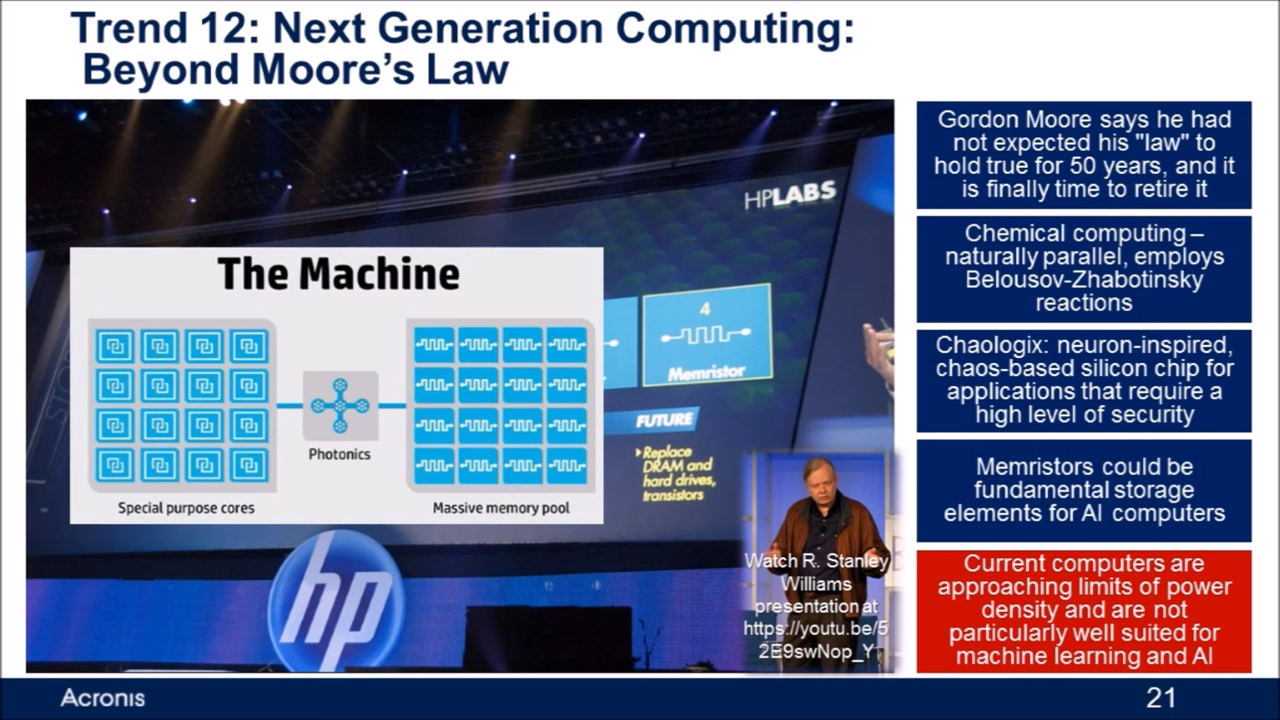 Trend 12: Next Generation Computing:
Beyond Moore's Law
HPLABS
The Machine
Photonics
Special purpose cores
Massive memory pool
4
Memristor
FUTURE
Replace
DRAM and
hard drives,
transistors
hp
Watch R. Stanley
Williams
presentation at
https://youtu.be/5
2E9swNop_Y
Gordon Moore says he had
not expected his "law" to
hold true for 50 years, and it
is finally time to retire it
Chemical computing –
naturally parallel, employs
Belousov-Zhabotinsky
reactions
Chaologix: neuron-inspired,
chaos-based silicon chip for
applications that require a
high level of security
Memristors could be
fundamental storage
elements for AI computers
Current computers are
approaching limits of power
density and are not
particularly well suited for
machine learning and AI
Acronis
21